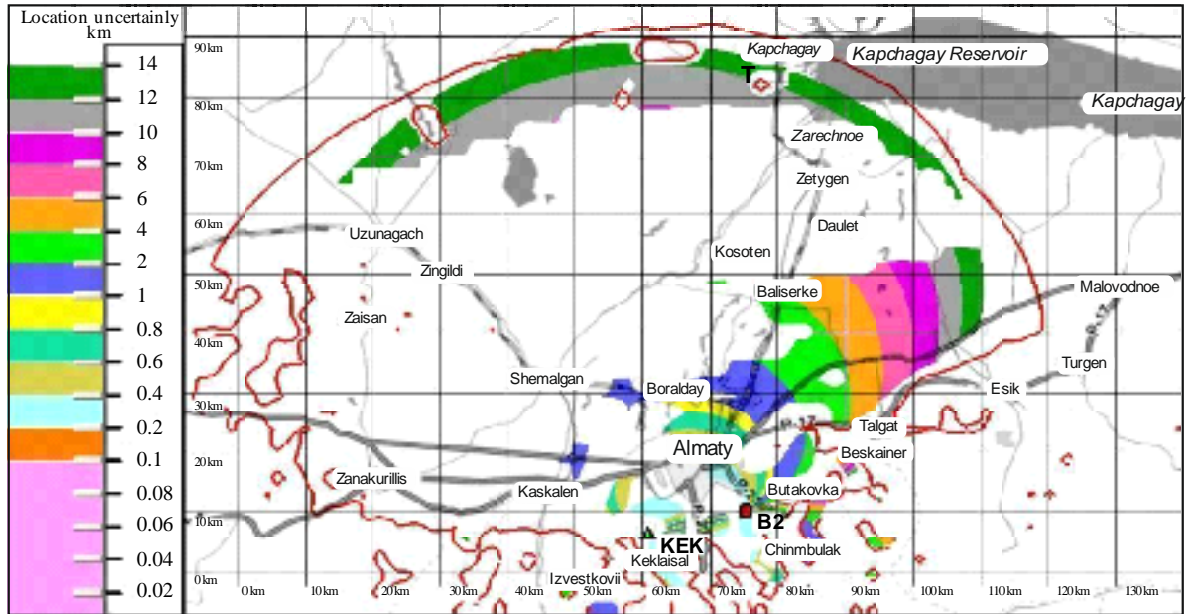 Location uncertainly
km
14
12
10
8
6
4
2
1
0.8
0.6
0.4
0.2
0.1
0.08
0.06
0.04
0.02
90km
80km
70km
60km
50km
40km
30km
20km
10km
0km
Kapchagay
Kapchagay Reservoir
T
Kapchagay
Zarechnoe
Zetygen
Daulet
Uzunagach
Kosoten
Zingildi
Baliserke
Malovodnoe
Zaisan
P-17
Turgen
Shemalgan
Boralday
Esik
P-17
Talgat
Almaty
Beskainer
Zanakurillis
Kaskalen
Butakovka
B2
KEK
Chinmbulak
Keklaisal
Izvestkovii
0km
10km
20km
30km
40km
50km
60km
70km
80km
90km
100km
110km
120km
130km